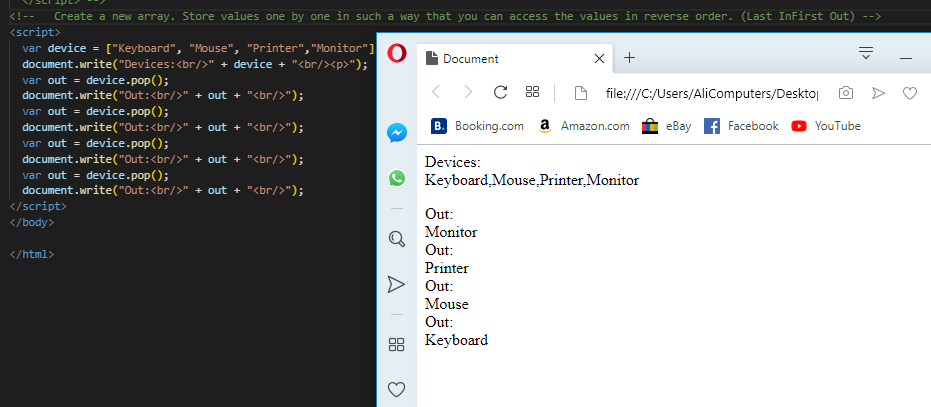 </script> -->
<!--   Create a new array. Store values one by one in such a way that you can access the values in reverse order. (Last InFirst Out) -->
<script>
var device = ["Keyboard", "Mouse", "Printer","Monitor"]
document.write("Devices:<br/>" + device + "<br/><p>");
var out = device.pop();
document.write("Out:<br/>" + out + "<br/>");
var out = device.pop();
document.write("Out:<br/>" + out + "<br/>");
var out = device.pop();
document.write("Out:<br/>" + out + "<br/>");
var out = device.pop();
document.write("Out:<br/>" + out + "<br/>");
</script>
</body>
</html>
Document
file:///C:/Users/AliComputers/Deskto
B. Booking.com a Amazon.com eBay f Facebook YouTube
Devices:
Keyboard,Mouse,Printer,Monitor
Out:
Monitor
Out:
Printer
Out:
Mouse
Out:
Keyboard